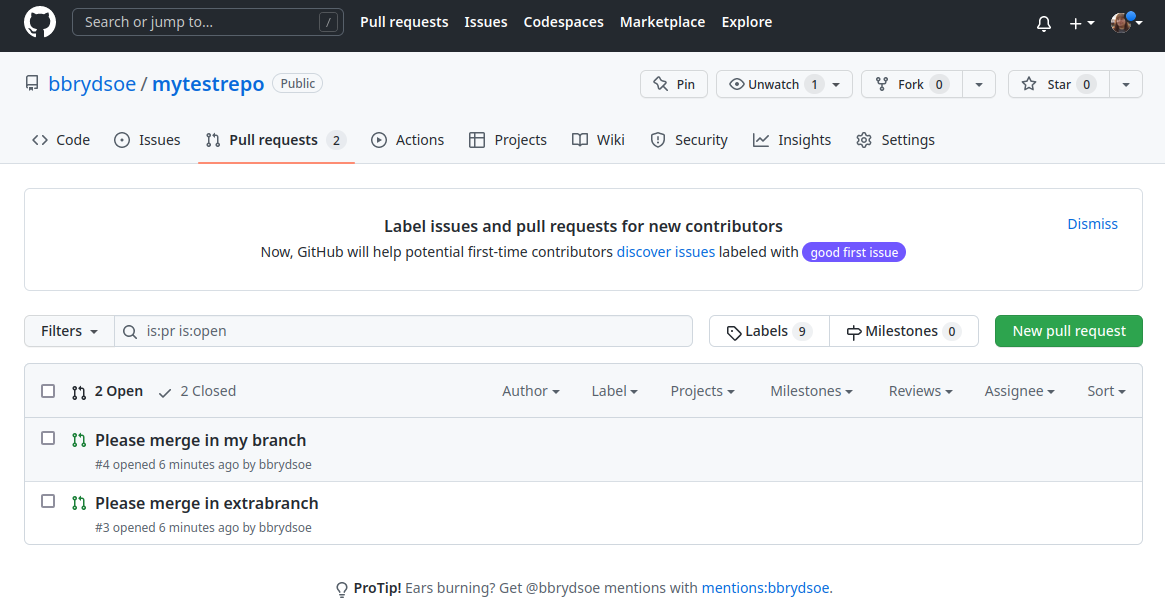 Search or jump to... / Pull requests Issues Codespaces Marketplace Explore
bbrydsoe / mytestrepo Public Pin Unwatch 1 Fork 0 Star 0
Code Issues Pull requests 2 Actions Projects Wiki Security Insights Settings
Label issues and pull requests for new contributors Dismiss
Now, GitHub will help potential first-time contributors discover issues labeled with good first issue
Filters is:pr is:open Labels 9 Milestones 0 New pull request
2 Open 2 Closed Author Label Projects Milestones Reviews Assignee Sort
Please merge in my branch
#4 opened 6 minutes ago by bbrydsoe
Please merge in extrabranch
#3 opened 6 minutes ago by bbrydsoe
ProTip! Ears burning? Get @bbrydsoe mentions with mentions:bbrydsoe.